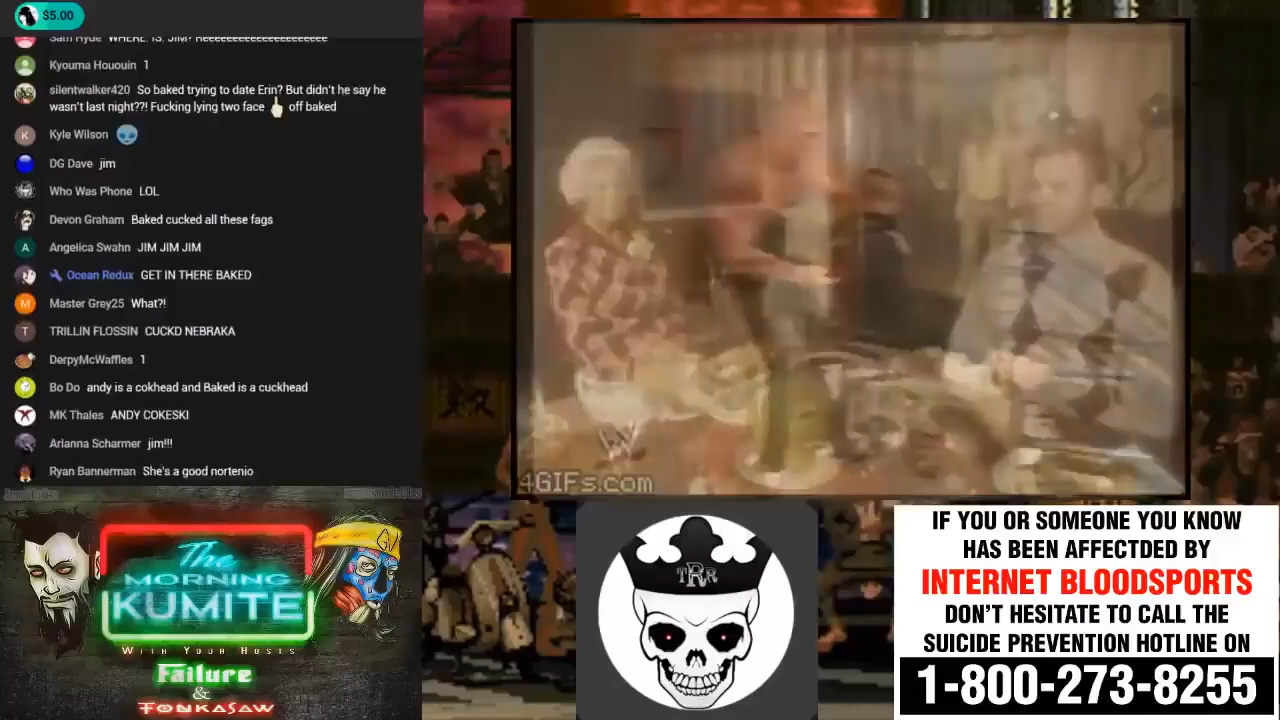 $5.00
Sam Hyde WHERE. IS. JIM? Reeeeeeeeeeeeeeeeeeeee
Kyouma Hououin 1
silentwalker420 So baked trying to date Erin? But didn't he say he
wasn't last night??! Fucking lying two face 🖕 off baked
Kyle Wilson 👽
DG Dave jim
Who Was Phone LOL
Devon Graham Baked cucked all these fags
Angelica Swahn JIM JIM JIM
Ocean Redux GET IN THERE BAKED
Master Grey25 What?!
TRILLIN FLOSSIN CUCKD NEBRAKA
DerpyMcWaffles 1
Bo Do andy is a cokhead and Baked is a cuckhead
MK Thales ANDY COKESKI
Arianna Scharmer jim!!!
Ryan Bannerman She's a good nortenio
4GIFs.com
The
MORNING
KUMITE
WITH YOUR HOSTS
Failure
&
TONKASAW
TRR
IF YOU OR SOMEONE YOU KNOW
HAS BEEN AFFECTDED BY
INTERNET BLOODSPORTS
DON'T HESITATE TO CALL THE
SUICIDE PREVENTION HOTLINE ON
1-800-273-8255